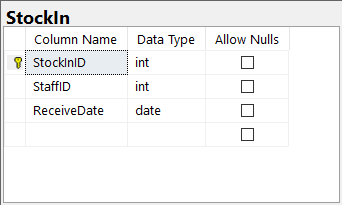 StockIn
Column Name Data Type Allow Nulls
StockInID int
StaffID int
ReceiveDate date